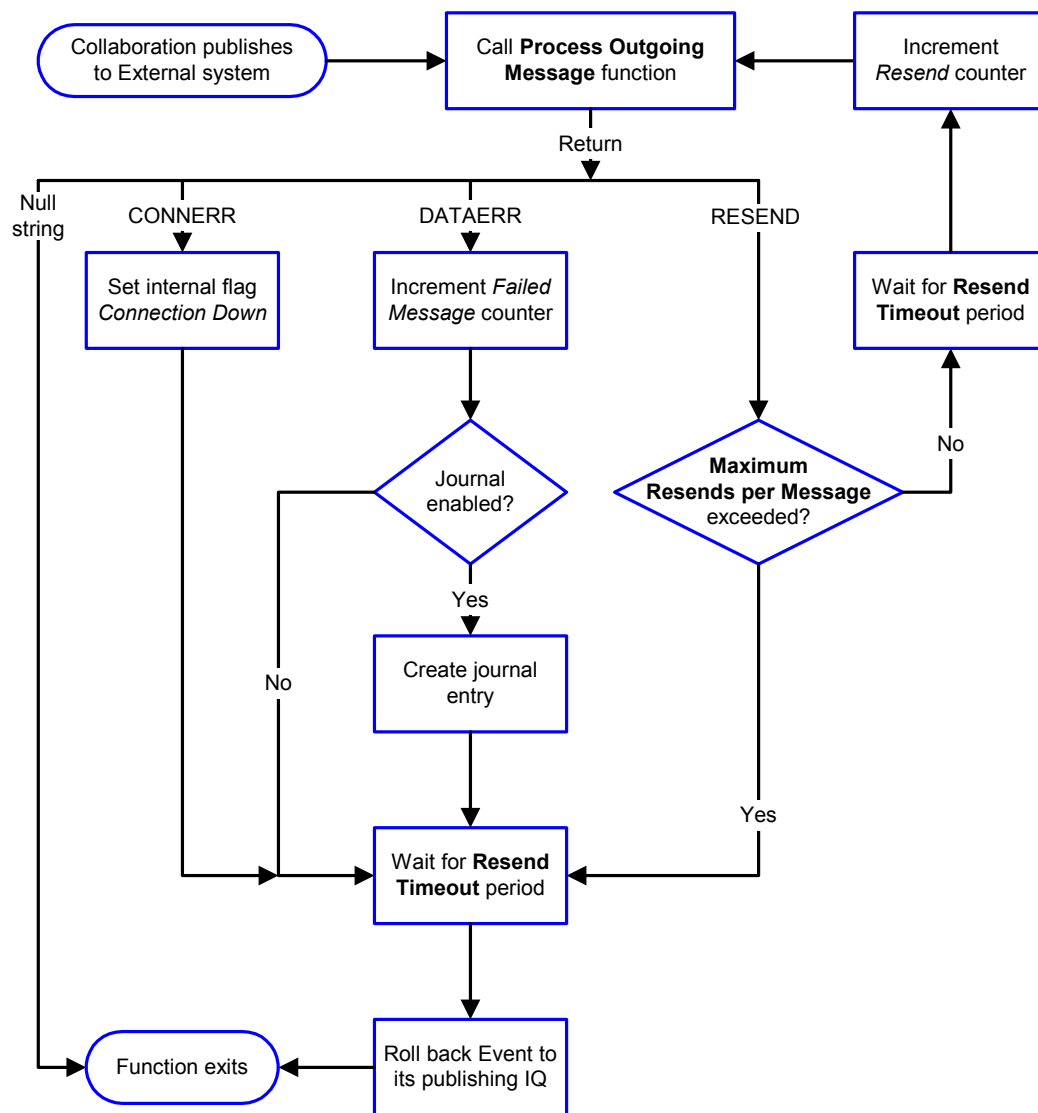 Collaboration publishes
to External system
Call Process Outgoing
Message function
Increment
Resend counter
Return
Null
string
CONNERR
DATAERR
RESEND
Set internal flag
Connection Down
Increment Failed
Message counter
Wait for Resend
Timeout period
No
Journal
enabled?
Maximum
Resends per Message
exceeded?
Yes
Create journal
entry
No
Yes
Wait for Resend
Timeout period
Function exits
Roll back Event to
its publishing IQ